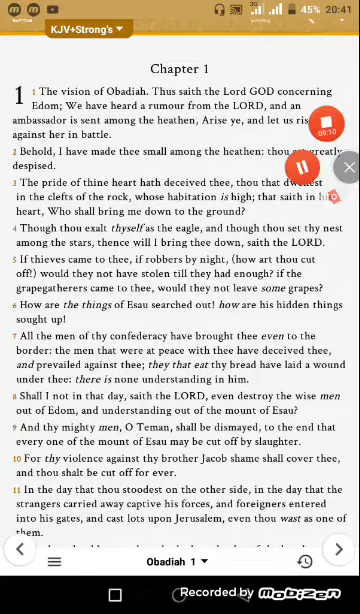 3G
45%
20:41
KJV+Strong's
Chapter 1
1 1 The vision of Obadiah. Thus saith the Lord GOD concerning
Edom; We have heard a rumour from the LORD, and an
ambassador is sent among the heathen, Arise ye, and let us ris
against her in battle.
09:10
2 Behold, I have made thee small among the heathen: thou art greatly
despised.
3 The pride of thine heart hath deceived thee, thou that dwellest
in the clefts of the rock, whose habitation is high; that saith in his
heart, Who shall bring me down to the ground?
4 Though thou exalt thyself as the eagle, and though thou set thy nest
among the stars, thence will I bring thee down, saith the LORD.
5 If thieves came to thee, if robbers by night, (how art thou cut
off!) would they not have stolen till they had enough? if the
grapegatherers came to thee, would they not leave some grapes?
6 How are the things of Esau searched out! how are his hidden things
sought up!
7 All the men of thy confederacy have brought thee even to the
border: the men that were at peace with thee have deceived thee,
and prevailed against thee; they that eat thy bread have laid a wound
under thee: there is none understanding in him.
8 Shall I not in that day, saith the LORD, even destroy the wise men
out of Edom, and understanding out of the mount of Esau?
9 And thy mighty men, O Teman, shall be dismayed, to the end that
every one of the mount of Esau may be cut off by slaughter.
10 For thy violence against thy brother Jacob shame shall cover thee,
and thou shalt be cut off for ever.
11 In the day that thou stoodest on the other side, in the day that the
strangers carried away captive his forces, and foreigners entered
into his gates, and cast lots upon Jerusalem, even thou wast as one of
them.
Obadiah 1
Recorded by mobizen